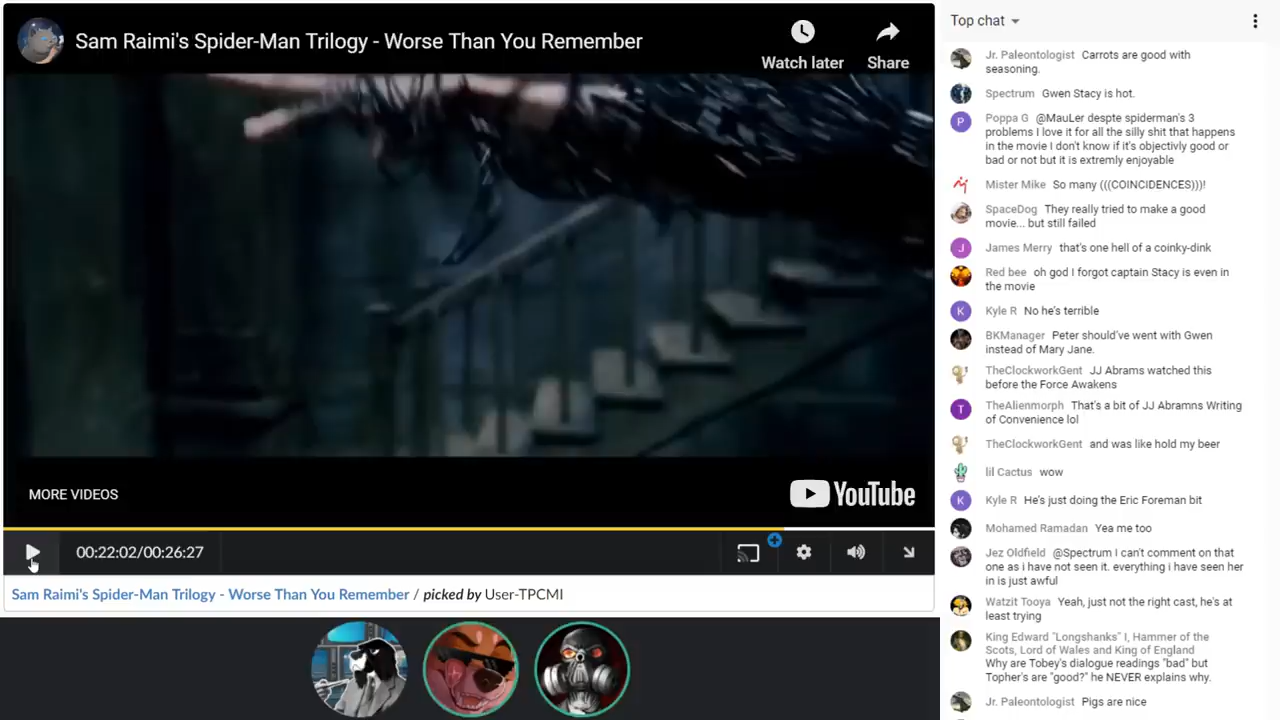 Sam Raimi's Spider-Man Trilogy - Worse Than You Remember
Watch later
Share
MORE VIDEOS
YouTube
00:22:02/00:26:27
Sam Raimi's Spider-Man Trilogy - Worse Than You Remember / picked by User-TPCMI
Top chat
Jr. Paleontologist Carrots are good with
seasoning.
Spectrum Gwen Stacy is hot.
P
Poppa G @MauLer despte spiderman's 3
problems I love it for all the silly shit that happens
in the movie I don't know if it's objectivly good or
bad or not but it is extremly enjoyable
Mister Mike So many (((COINCIDENCES)))!
SpaceDog They really tried to make a good
movie... but still failed
J
James Merry that's one hell of a coinky-dink
Red bee oh god I forgot captain Stacy is even in
the movie
K
Kyle R No he's terrible
BKManager Peter should've went with Gwen
instead of Mary Jane.
TheClockworkGent JJ Abrams watched this
before the Force Awakens
T
TheAlienmorph That's a bit of JJ Abramns Writing
of Convenience lol
TheClockworkGent and was like hold my beer
lil Cactus wow
K
Kyle R He's just doing the Eric Foreman bit
Mohamed Ramadan Yea me too
Jez Oldfield @Spectrum I can't comment on that
one as i have not seen it. everything i have seen her
in is just awful
Watzit Tooya Yeah, just not the right cast, he's at
least trying
King Edward "Longshanks" I, Hammer of the
Scots, Lord of Wales and King of England
Why are Tobey's dialogue readings "bad" but
Topher's are "good?" he NEVER explains why.
Jr. Paleontologist Pigs are nice